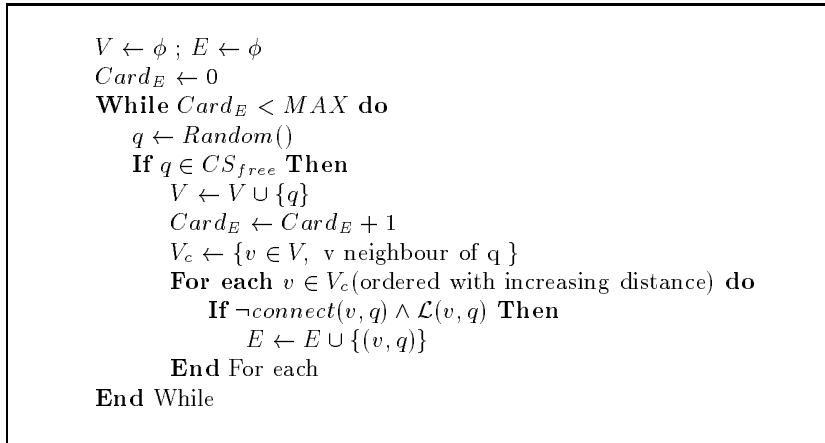 V ← ϕ ; E ← ϕ
Card_E ← 0
While Card_E < MAX do
q ← Random()
If q ∈ CS_free Then
V ← V ∪ {q}
Card_E ← Card_E + 1
V_c ← {v ∈ V, v neighbour of q }
For each v ∈ V_c(ordered with increasing distance) do
If ¬connect(v, q) ∧ ℒ(v, q) Then
E ← E ∪ {(v, q)}
End For each
End While